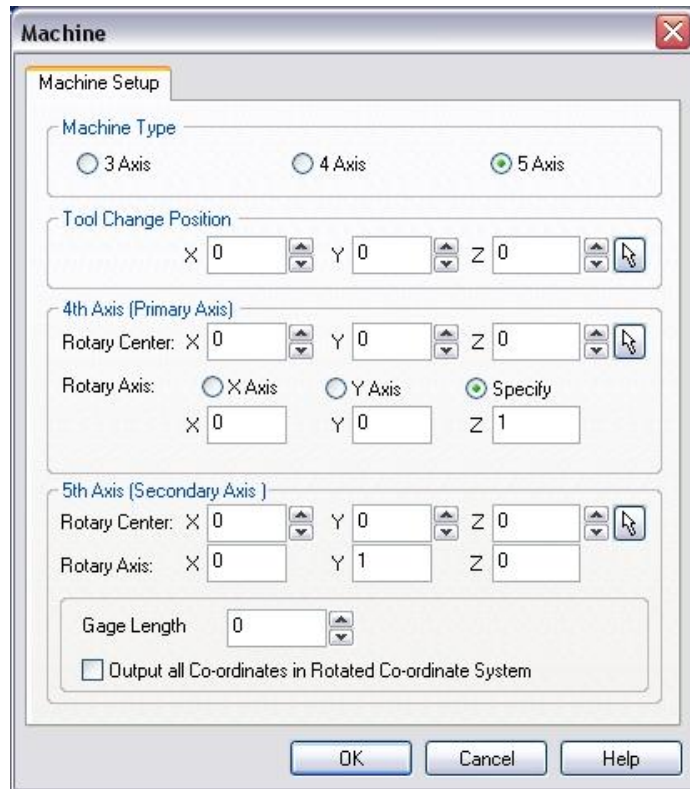 Machine
Machine Setup
Machine Type
3 Axis 4 Axis 5 Axis
Tool Change Position
X 0 Y 0 Z 0
4th Axis (Primary Axis)
Rotary Center: X 0 Y 0 Z 0
Rotary Axis: X Axis Y Axis Specify
X 0 Y 0 Z 1
5th Axis (Secondary Axis )
Rotary Center: X 0 Y 0 Z 0
Rotary Axis: X 0 Y 1 Z 0
Gage Length 0
Output all Co-ordinates in Rotated Co-ordinate System
OK Cancel Help